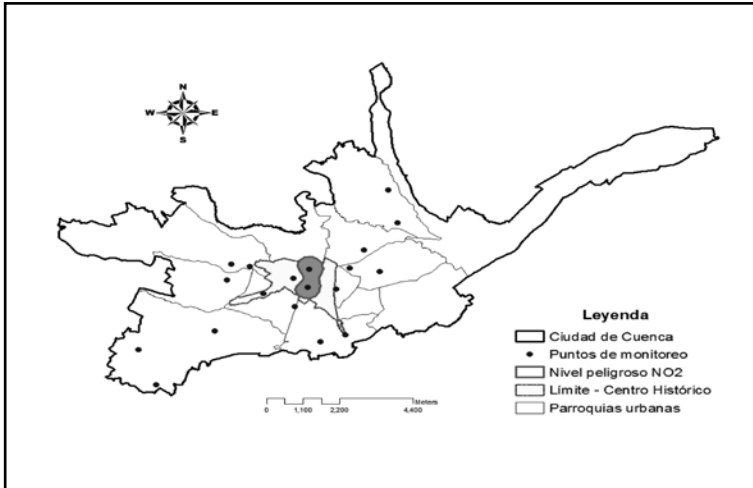 N
W E
S
Leyenda
Ciudad de Cuenca
Puntos de monitoreo
Nivel peligroso NO2
Límite - Centro Histórico
Parroquias urbanas
Meters
0 1,100 2,200 4,400